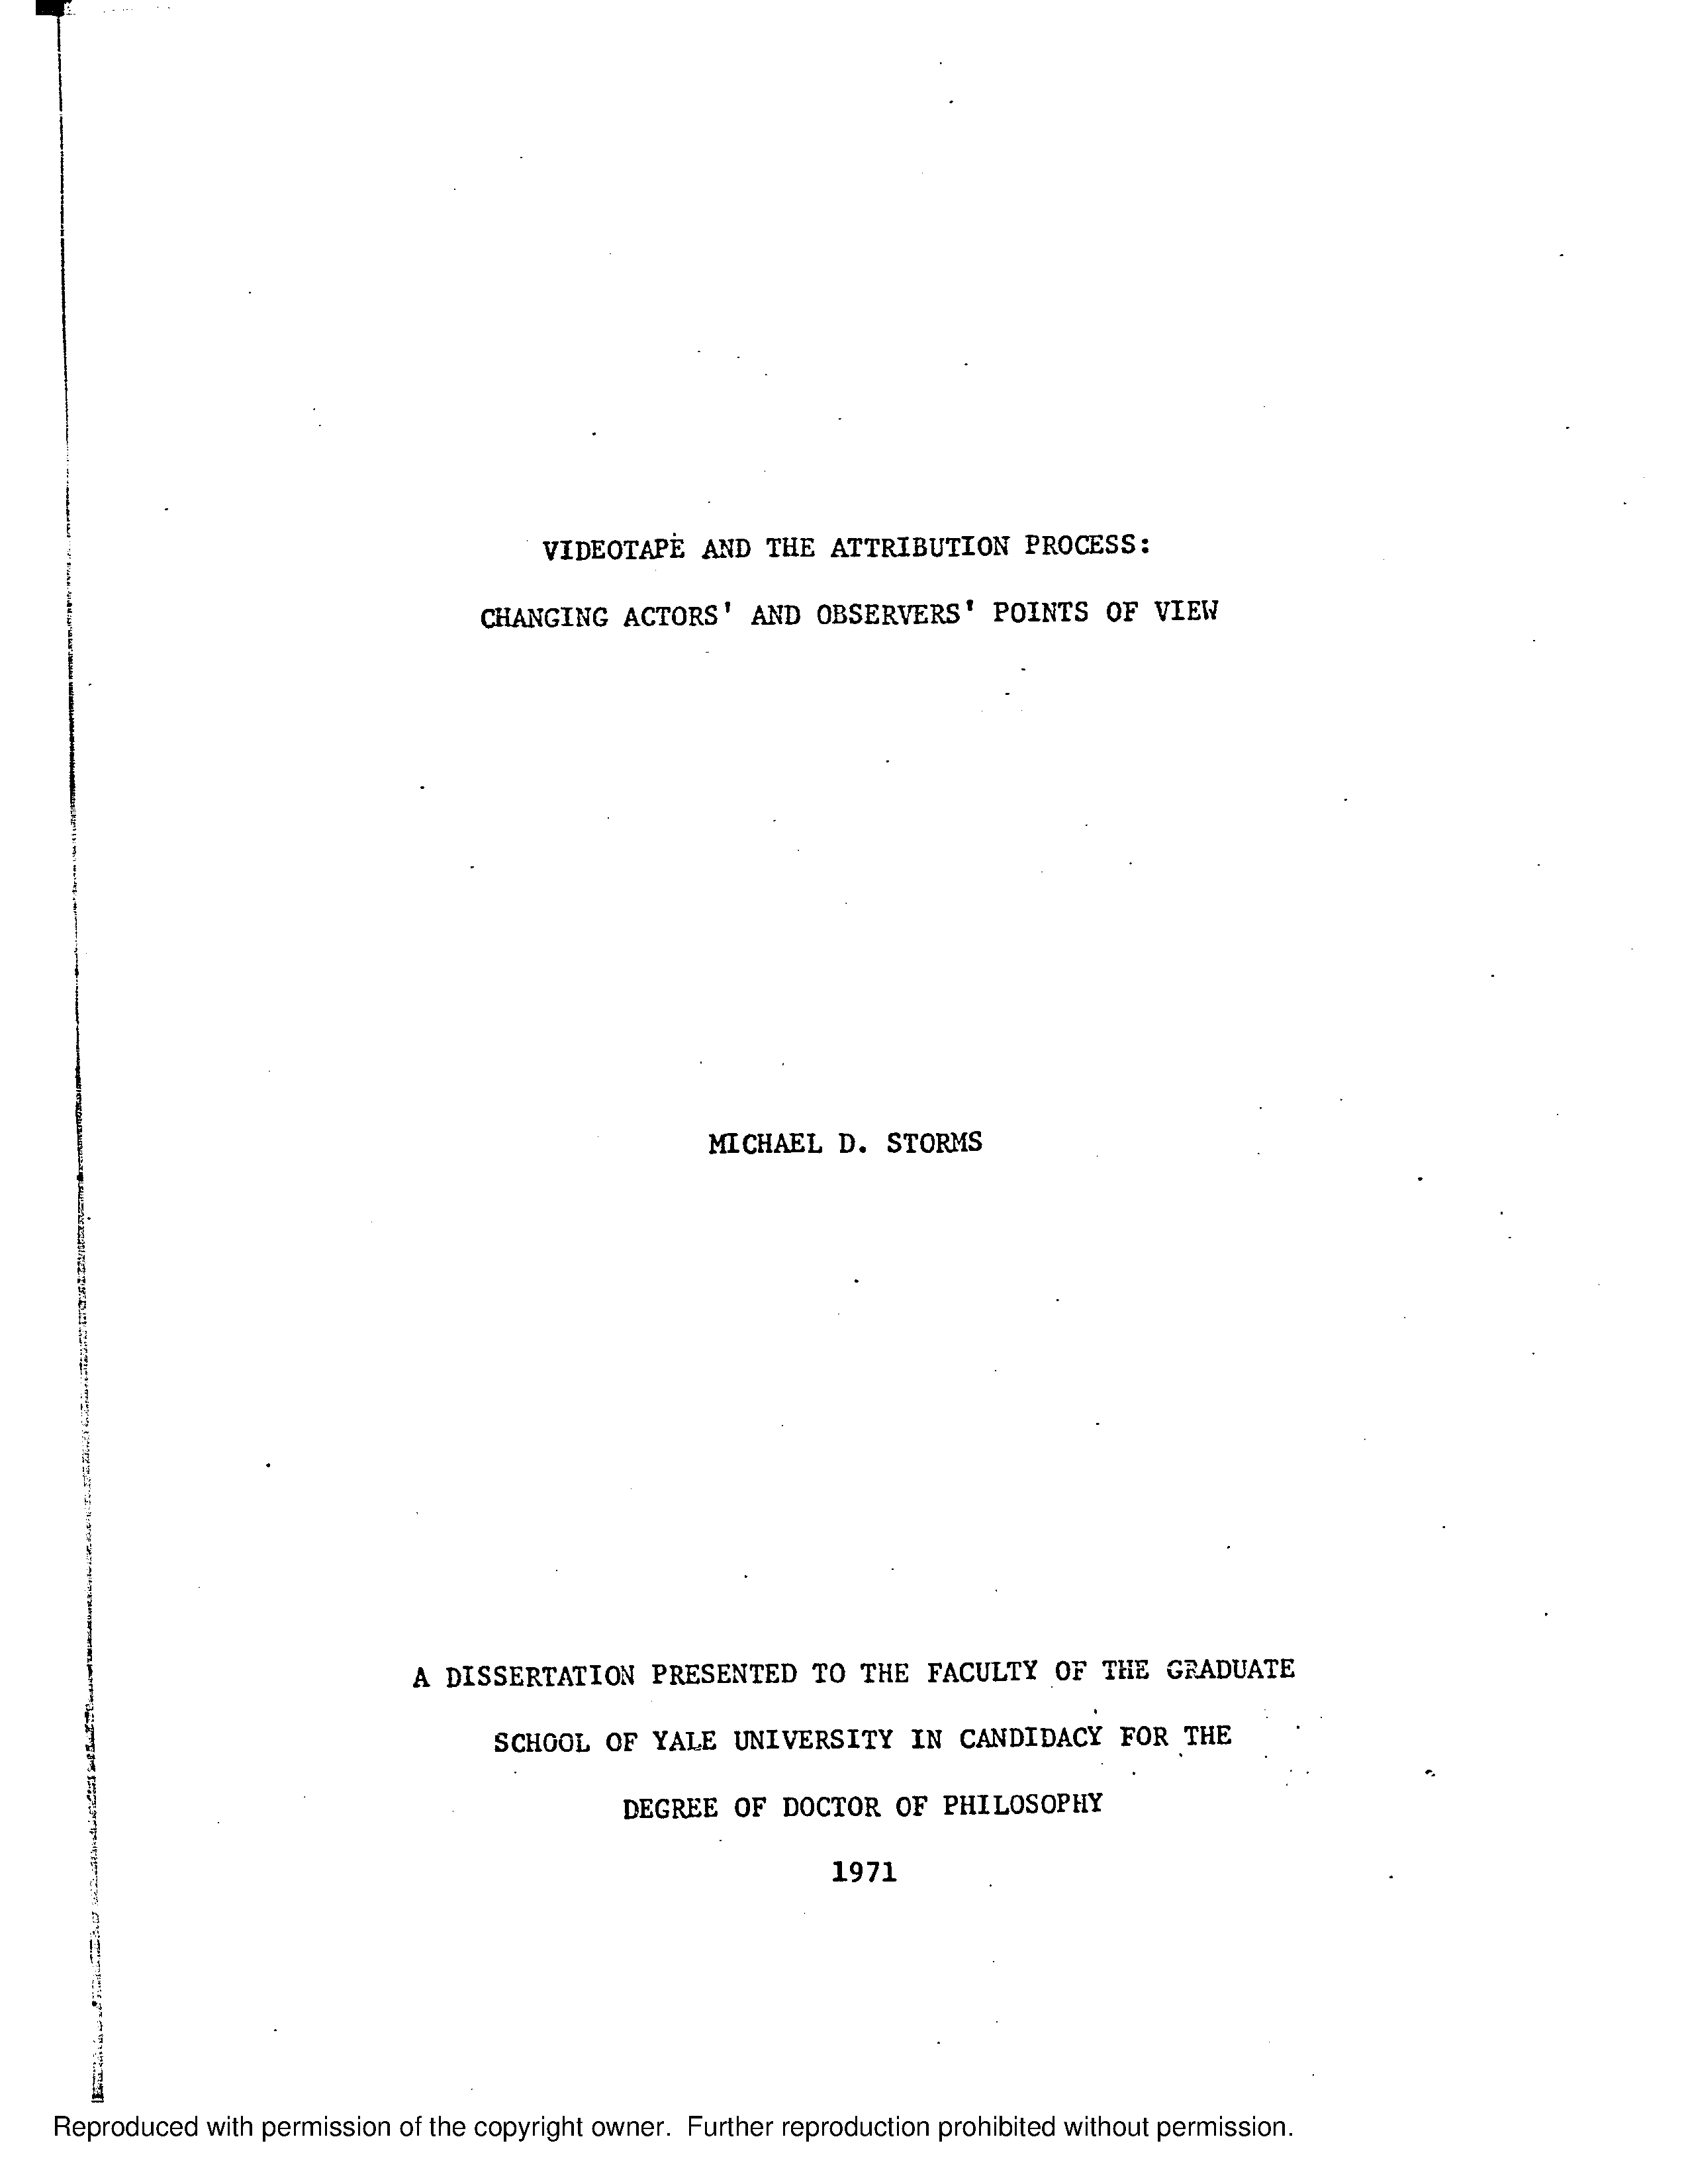 VIDEOTAPE AND THE ATTRIBUTION PROCESS:
CHANGING ACTORS' AND OBSERVERS' POINTS OF VIEW
MICHAEL D. STORMS
A DISSERTATION PRESENTED TO THE FACULTY OF THE GRADUATE
SCHOOL OF YALE UNIVERSITY IN CANDIDACY FOR THE
DEGREE OF DOCTOR OF PHILOSOPHY
1971
Reproduced with permission of the copyright owner. Further reproduction prohibited without permission.